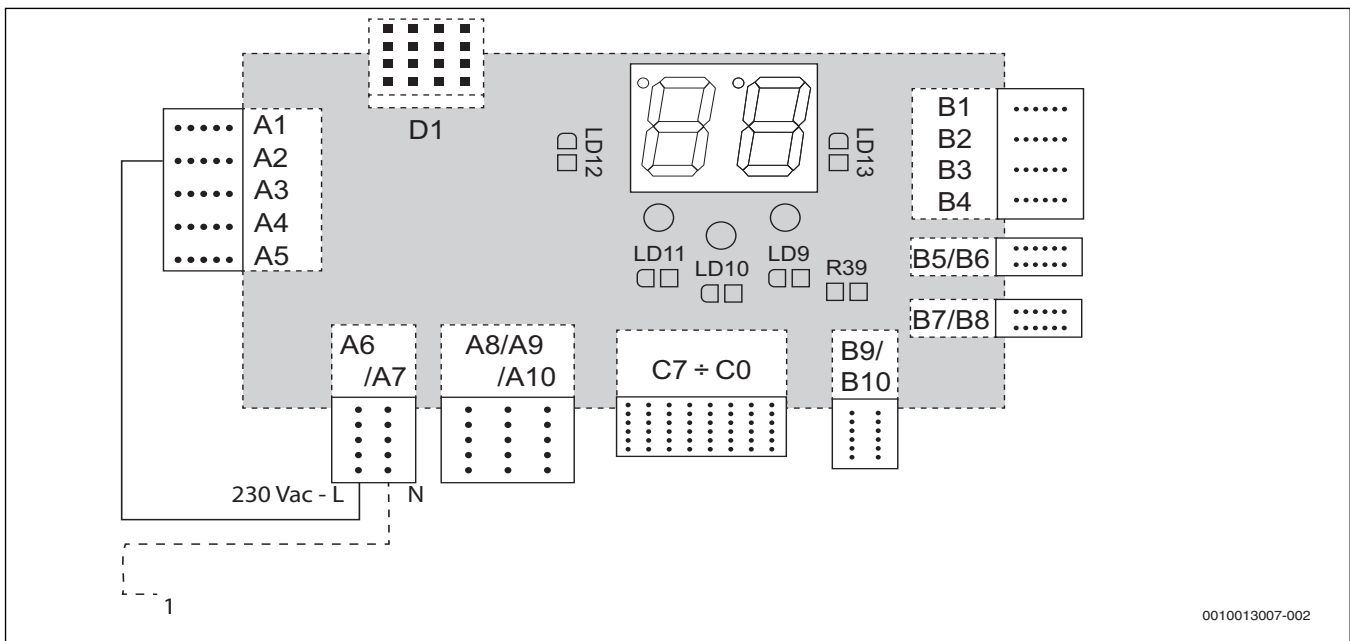 D1
A1
A2
A3
A4
A5
LD12
LD13
B1
B2
B3
B4
B5/B6
B7/B8
LD11
LD10
LD9
R39
A6
/A7
A8/A9
/A10
C7 ÷ C0
B9/
B10
230 Vac - L
N
1
0010013007-002